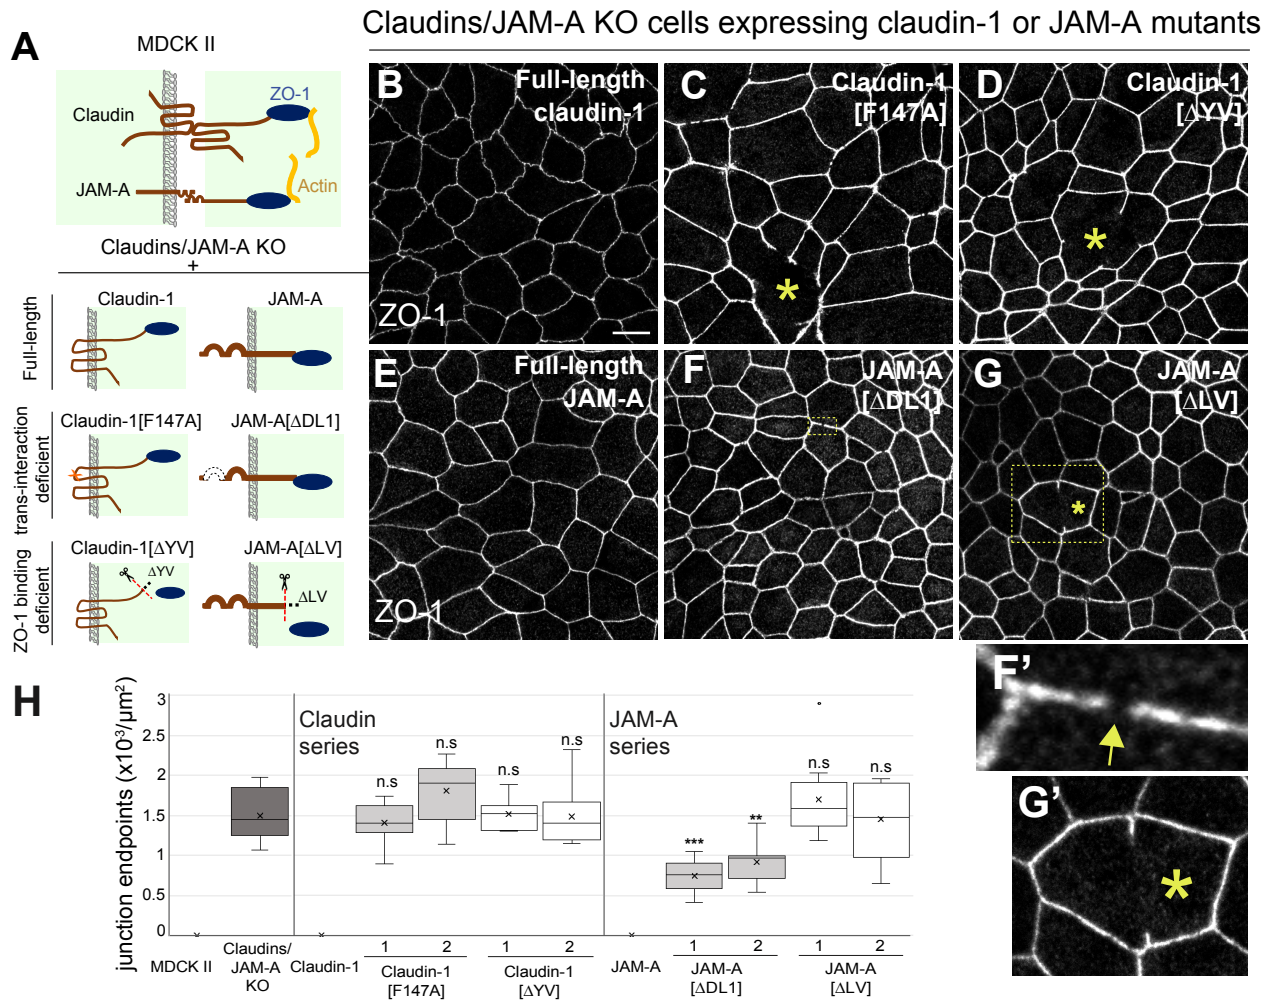 Claudins/JAM-A KO cells expressing claudin-1 or JAM-A mutants
A
MDCK II
Claudin
ZO-1
JAM-A
Actin
Claudins/JAM-A KO
+
Full-length
Claudin-1
JAM-A
trans-interaction
deficient
Claudin-1[F147A]
JAM-A[ΔDL1]
ZO-1 binding
deficient
Claudin-1[ΔYV]
ΔYV
JAM-A[ΔLV]
ΔLV
B
Full-length
claudin-1
ZO-1
C
Claudin-1
[F147A]
*
D
Claudin-1
[ΔYV]
*
E
Full-length
JAM-A
ZO-1
F
JAM-A
[ΔDL1]
G
JAM-A
[ΔLV]
*
F’
G’
*
H
junction endpoints (x10⁻³/µm²)
3
2.5
2
1.5
1
0.5
0
Claudin
series
JAM-A
series
n.s
n.s
n.s
n.s
***
**
n.s
n.s
MDCK II
Claudins/
JAM-A
KO
Claudin-1
1
2
Claudin-1
[F147A]
1
2
Claudin-1
[ΔYV]
JAM-A
1
2
JAM-A
[ΔDL1]
1
2
JAM-A
[ΔLV]